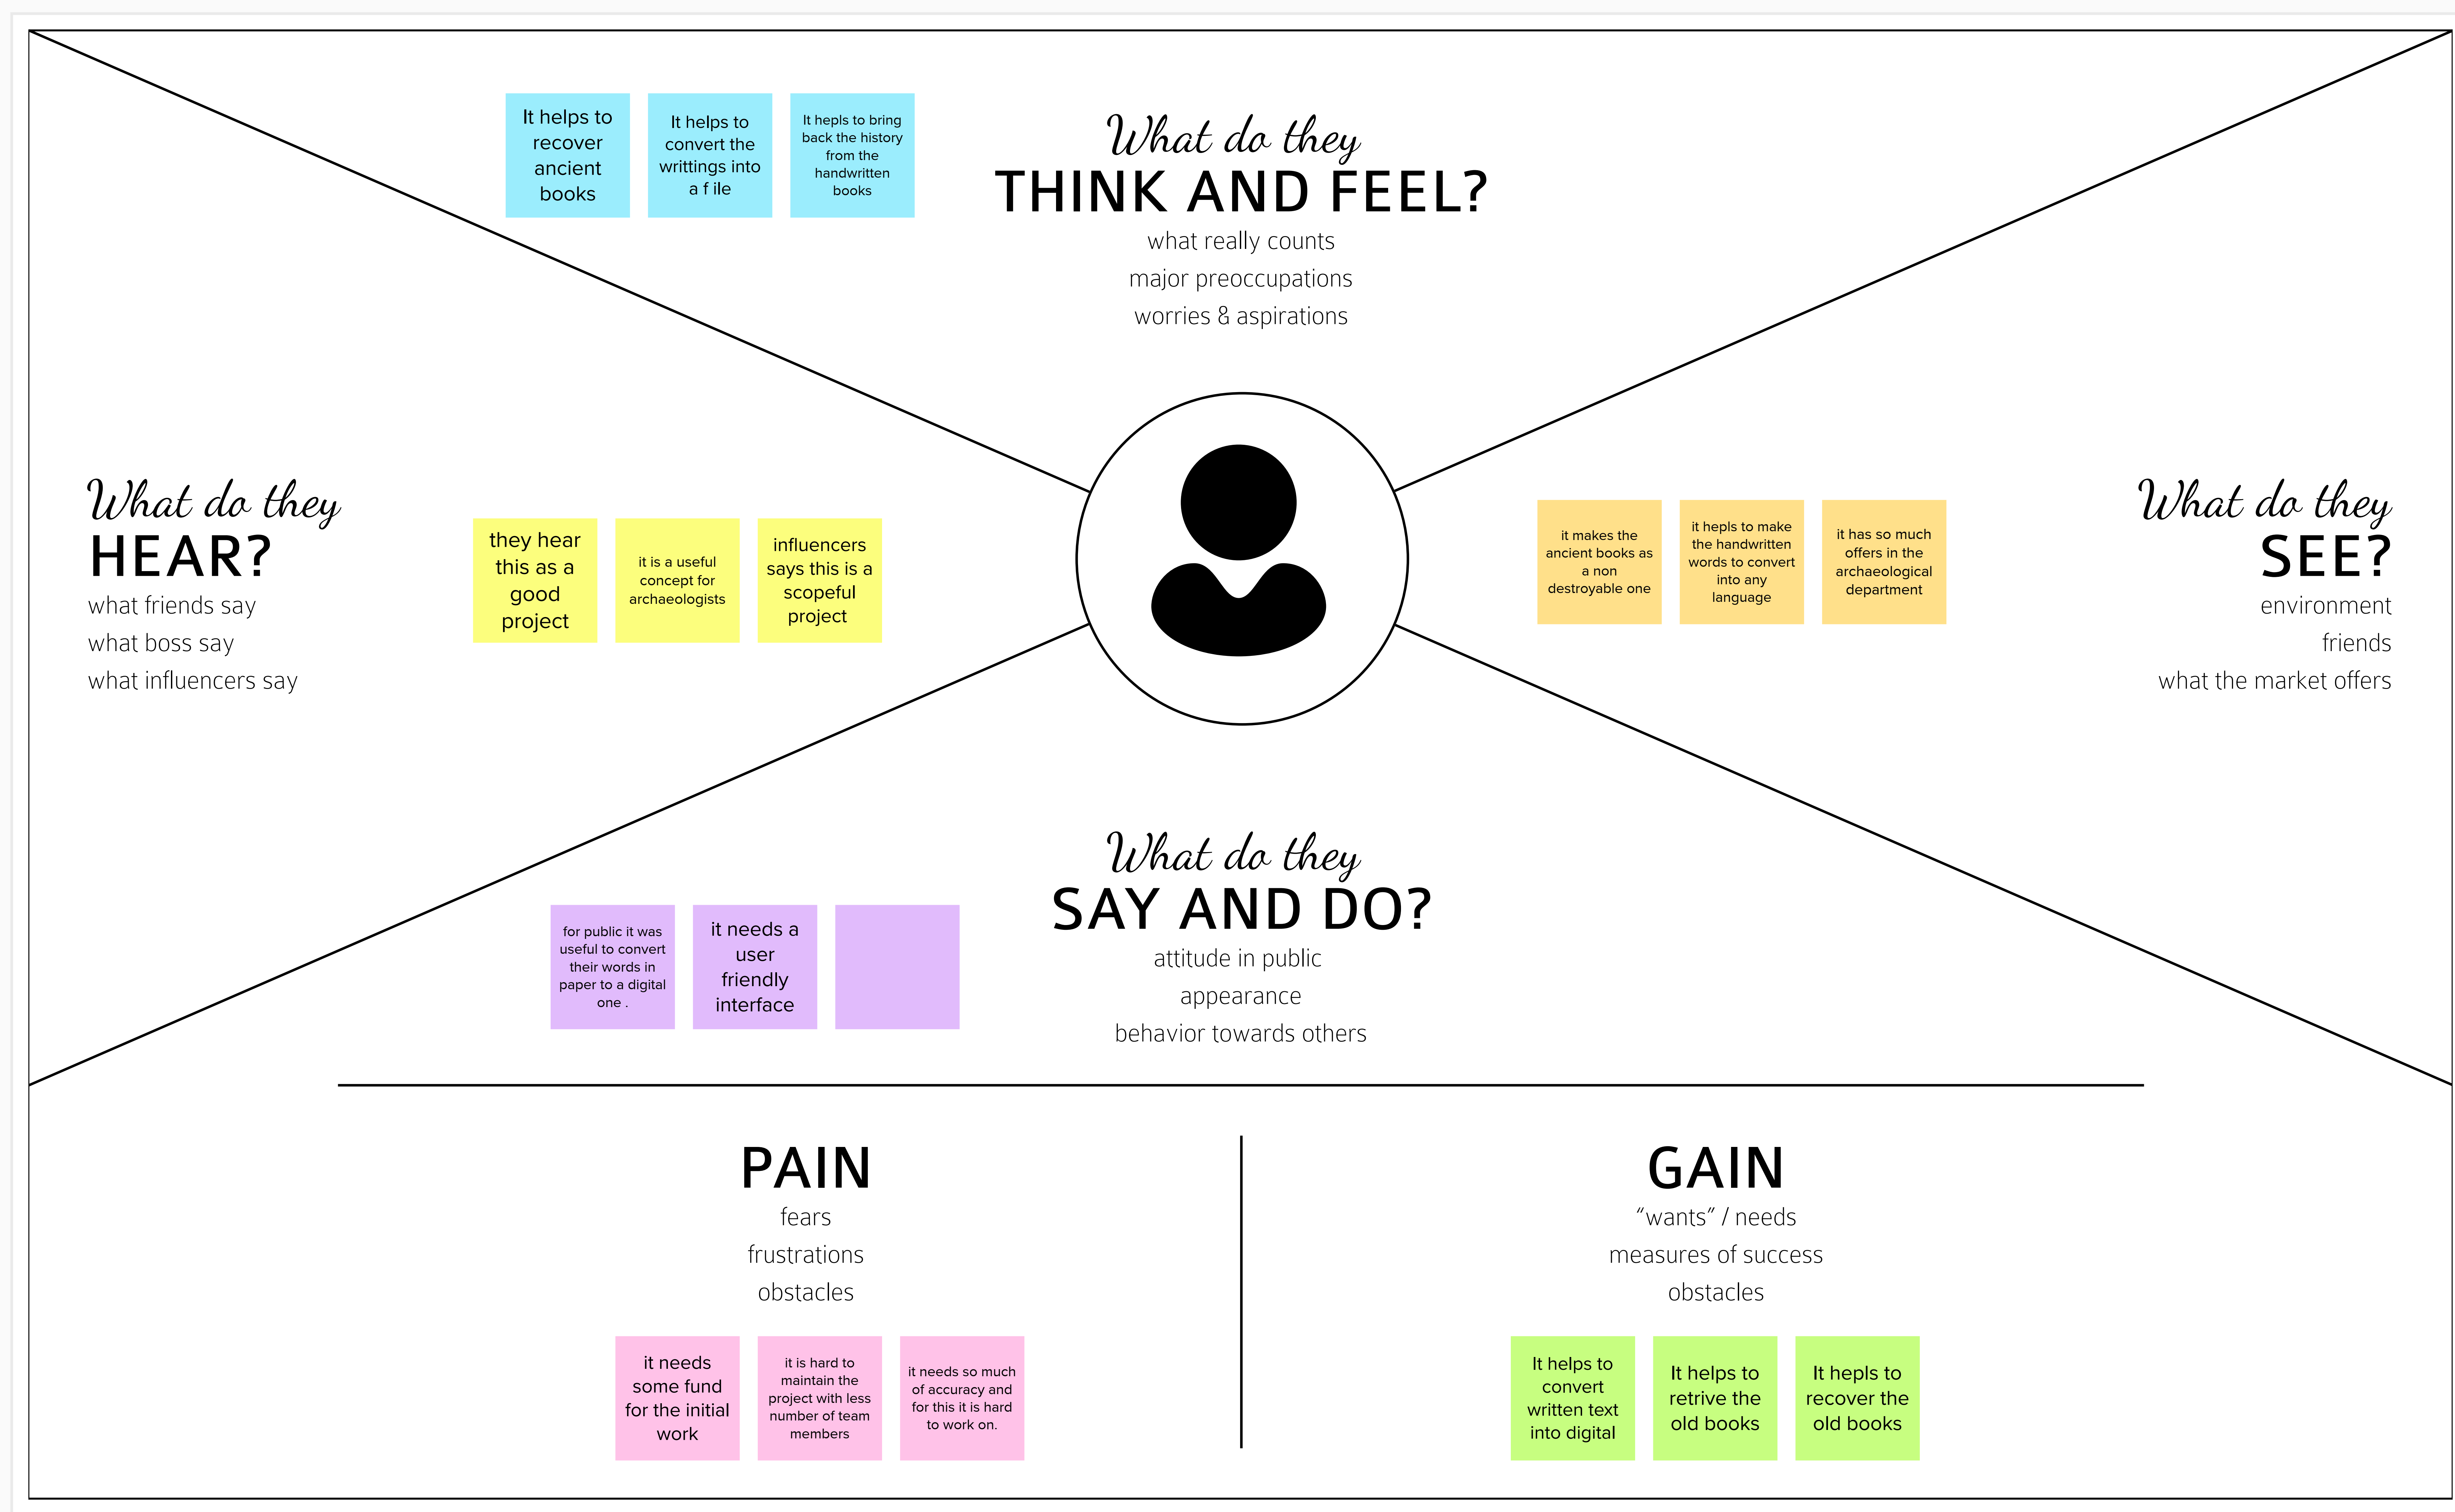 It helps to
recover
ancient
books
It helps to
convert the
writtings into
a f ile
It hepls to bring
back the history
from the
handwritten
books
What do they
THINK AND FEEL?
what really counts
major preoccupations
worries & aspirations
What do they
HEAR?
what friends say
what boss say
what influencers say
they hear
this as a
good
project
it is a useful
concept for
archaeologists
influencers
says this is a
scopeful
project
it makes the
ancient books as
a non
destroyable one
it hepls to make
the handwritten
words to convert
into any
language
it has so much
offers in the
archaeological
department
What do they
SEE?
environment
friends
what the market offers
What do they
SAY AND DO?
attitude in public
appearance
behavior towards others
for public it was
useful to convert
their words in
paper to a digital
one .
it needs a
user
friendly
interface
PAIN
fears
frustrations
obstacles
it needs
some fund
for the initial
work
it is hard to
maintain the
project with less
number of team
members
it needs so much
of accuracy and
for this it is hard
to work on.
GAIN
“wants” / needs
measures of success
obstacles
It helps to
convert
written text
into digital
It helps to
retrive the
old books
It hepls to
recover the
old books